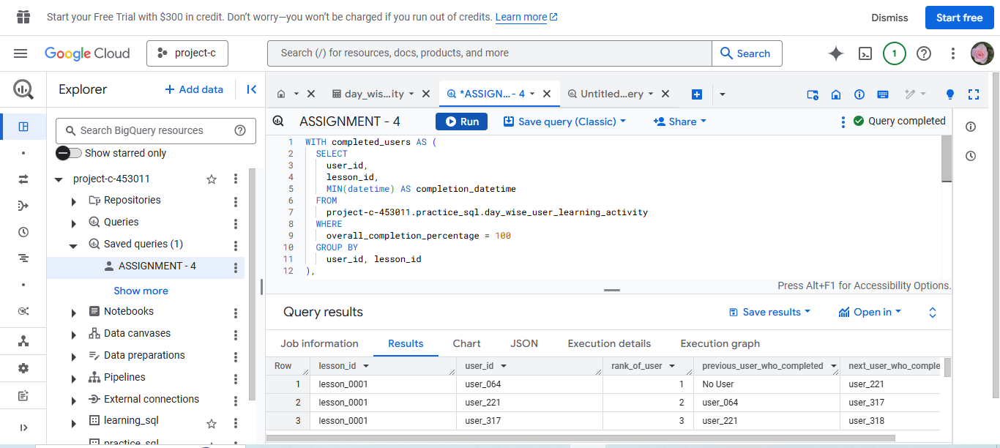 Start your Free Trial with $300 in credit. Don't worry—you won't be charged if you run out of credits. Learn more
Dismiss
Start free
Google Cloud
project-c
Search (/) for resources, docs, products, and more
Search
1
Explorer
+ Add data
day_wis...ity
*ASSIGN... - 4
Untitled...ery
Search BigQuery resources
ASSIGNMENT - 4
Run
Save query (Classic)
Share
Query completed
Show starred only
project-c-453011
Repositories
Queries
Saved queries (1)
ASSIGNMENT - 4
Show more
Notebooks
Data canvases
Data preparations
Pipelines
External connections
learning_sql
practice_sql
1 WITH completed_users AS (
2 SELECT
3 user_id,
4 lesson_id,
5 MIN(datetime) AS completion_datetime
6 FROM
7 project-c-453011.practice_sql.day_wise_user_learning_activity
8 WHERE
9 overall_completion_percentage = 100
10 GROUP BY
11 user_id, lesson_id
12 ),
Press Alt+F1 for Accessibility Options.
Query results
Save results
Open in
Job information
Results
Chart
JSON
Execution details
Execution graph
Row lesson_id user_id rank_of_user previous_user_who_completed next_user_who_comple
1 lesson_0001 user_064 1 No User user_221
2 lesson_0001 user_221 2 user_064 user_317
3 lesson_0001 user_317 3 user_221 user_318